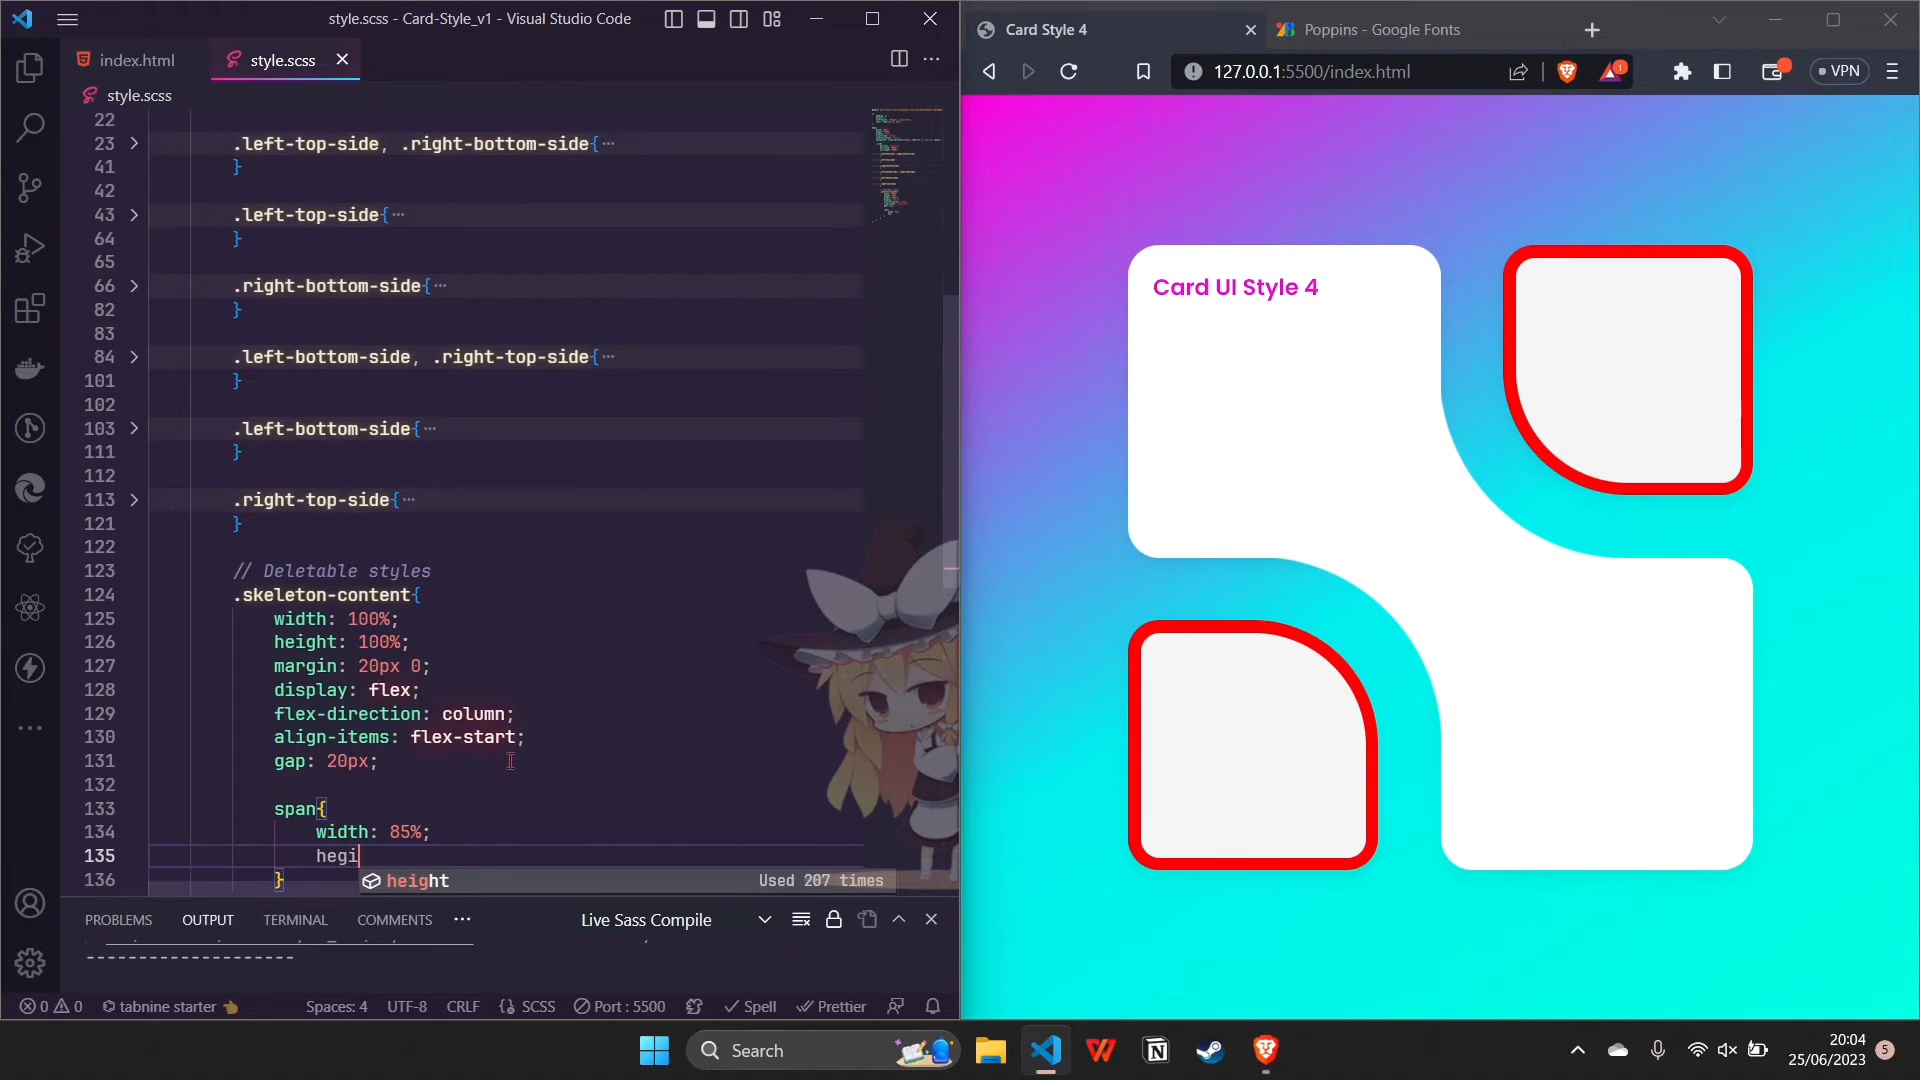 style.scss - Card-Style_v1 - Visual Studio Code
index.html
style.scss
style.scss
22
23 .left-top-side, .right-bottom-side{⋯
41 }
42
43 .left-top-side{⋯
64 }
65
66 .right-bottom-side{⋯
82 }
83
84 .left-bottom-side, .right-top-side{⋯
101 }
102
103 .left-bottom-side{⋯
111 }
112
113 .right-top-side{⋯
121 }
122
123 // Deletable styles
124 .skeleton-content{
125 width: 100%;
126 height: 100%;
127 margin: 20px 0;
128 display: flex;
129 flex-direction: column;
130 align-items: flex-start;
131 gap: 20px;
132
133 span{
134 width: 85%;
135 hegi
136 }
height Used 207 times
PROBLEMS OUTPUT TERMINAL COMMENTS ⋯ Live Sass Compile
--------------------
0 0 tabnine starter Spaces: 4 UTF-8 CRLF {} SCSS Port : 5500 Spell Prettier
Card Style 4
Poppins - Google Fonts
127.0.0.1:5500/index.html
1
VPN
Card UI Style 4
Search
20:04
25/06/2023
5